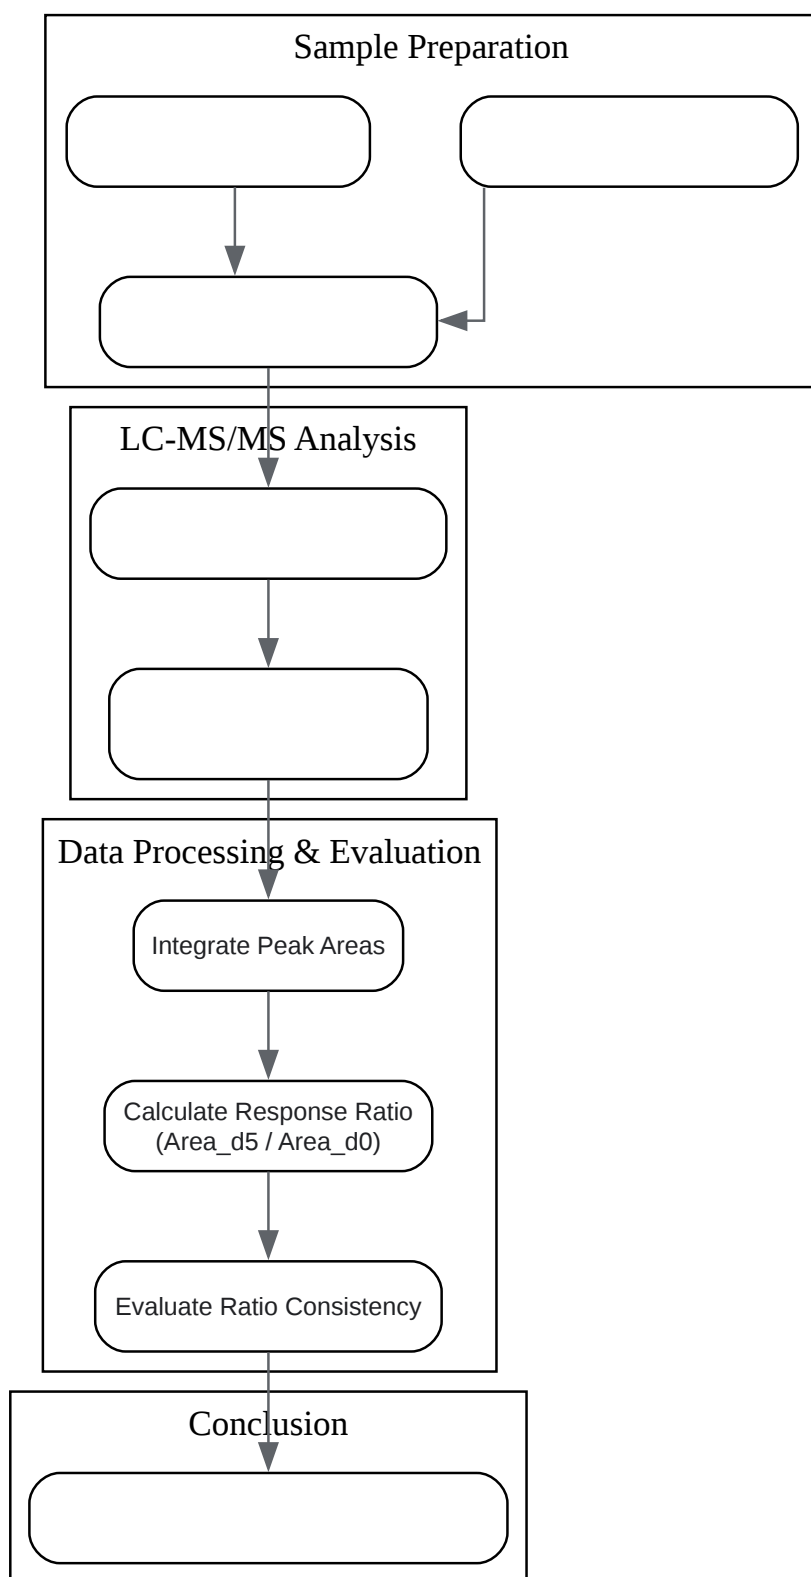 Sample Preparation
LC-MS/MS Analysis
Data Processing & Evaluation
Integrate Peak Areas
Calculate Response Ratio
(Area_d5 / Area_d0)
Evaluate Ratio Consistency
Conclusion